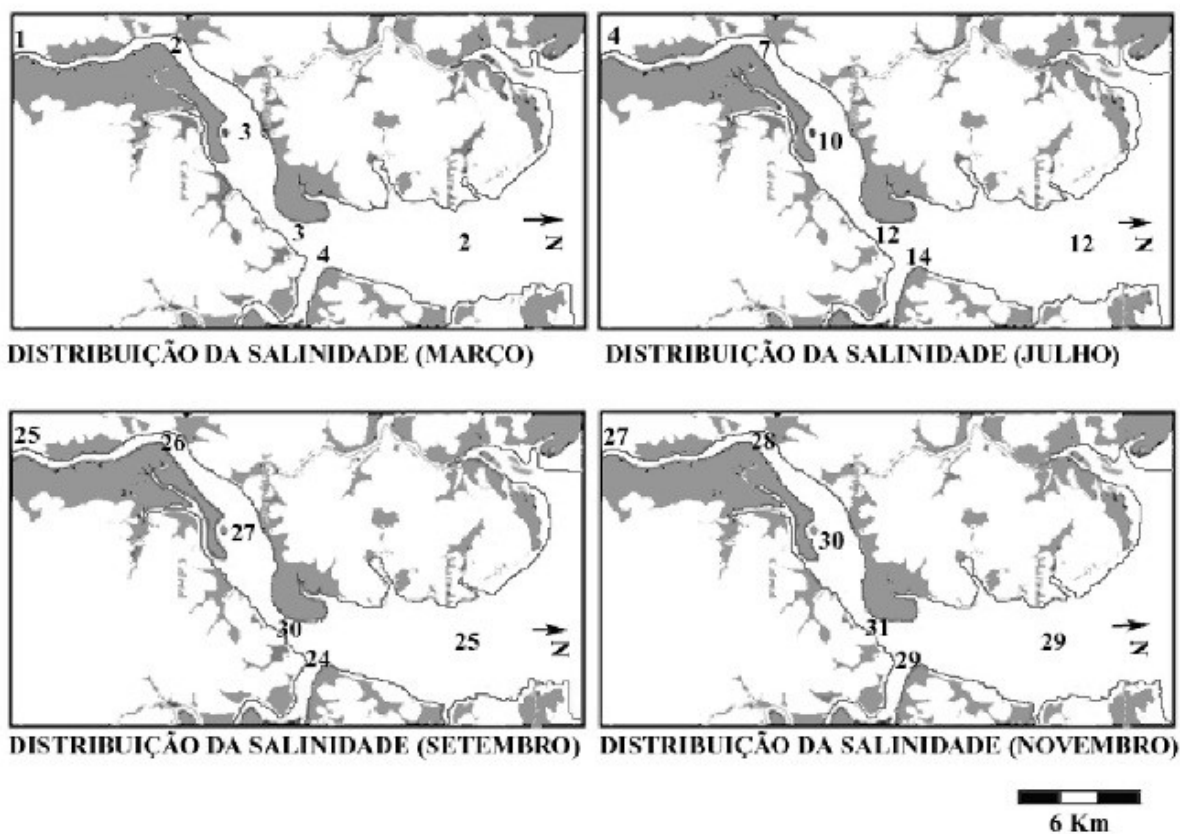 1 2 3 3 4 2 N
DISTRIBUIÇÃO DA SALINIDADE (MARÇO)
4 7 10 12 14 12 N
DISTRIBUIÇÃO DA SALINIDADE (JULHO)
25 26 27 30 24 25 N
DISTRIBUIÇÃO DA SALINIDADE (SETEMBRO)
27 28 30 31 29 29 N
DISTRIBUIÇÃO DA SALINIDADE (NOVEMBRO)
6 Km